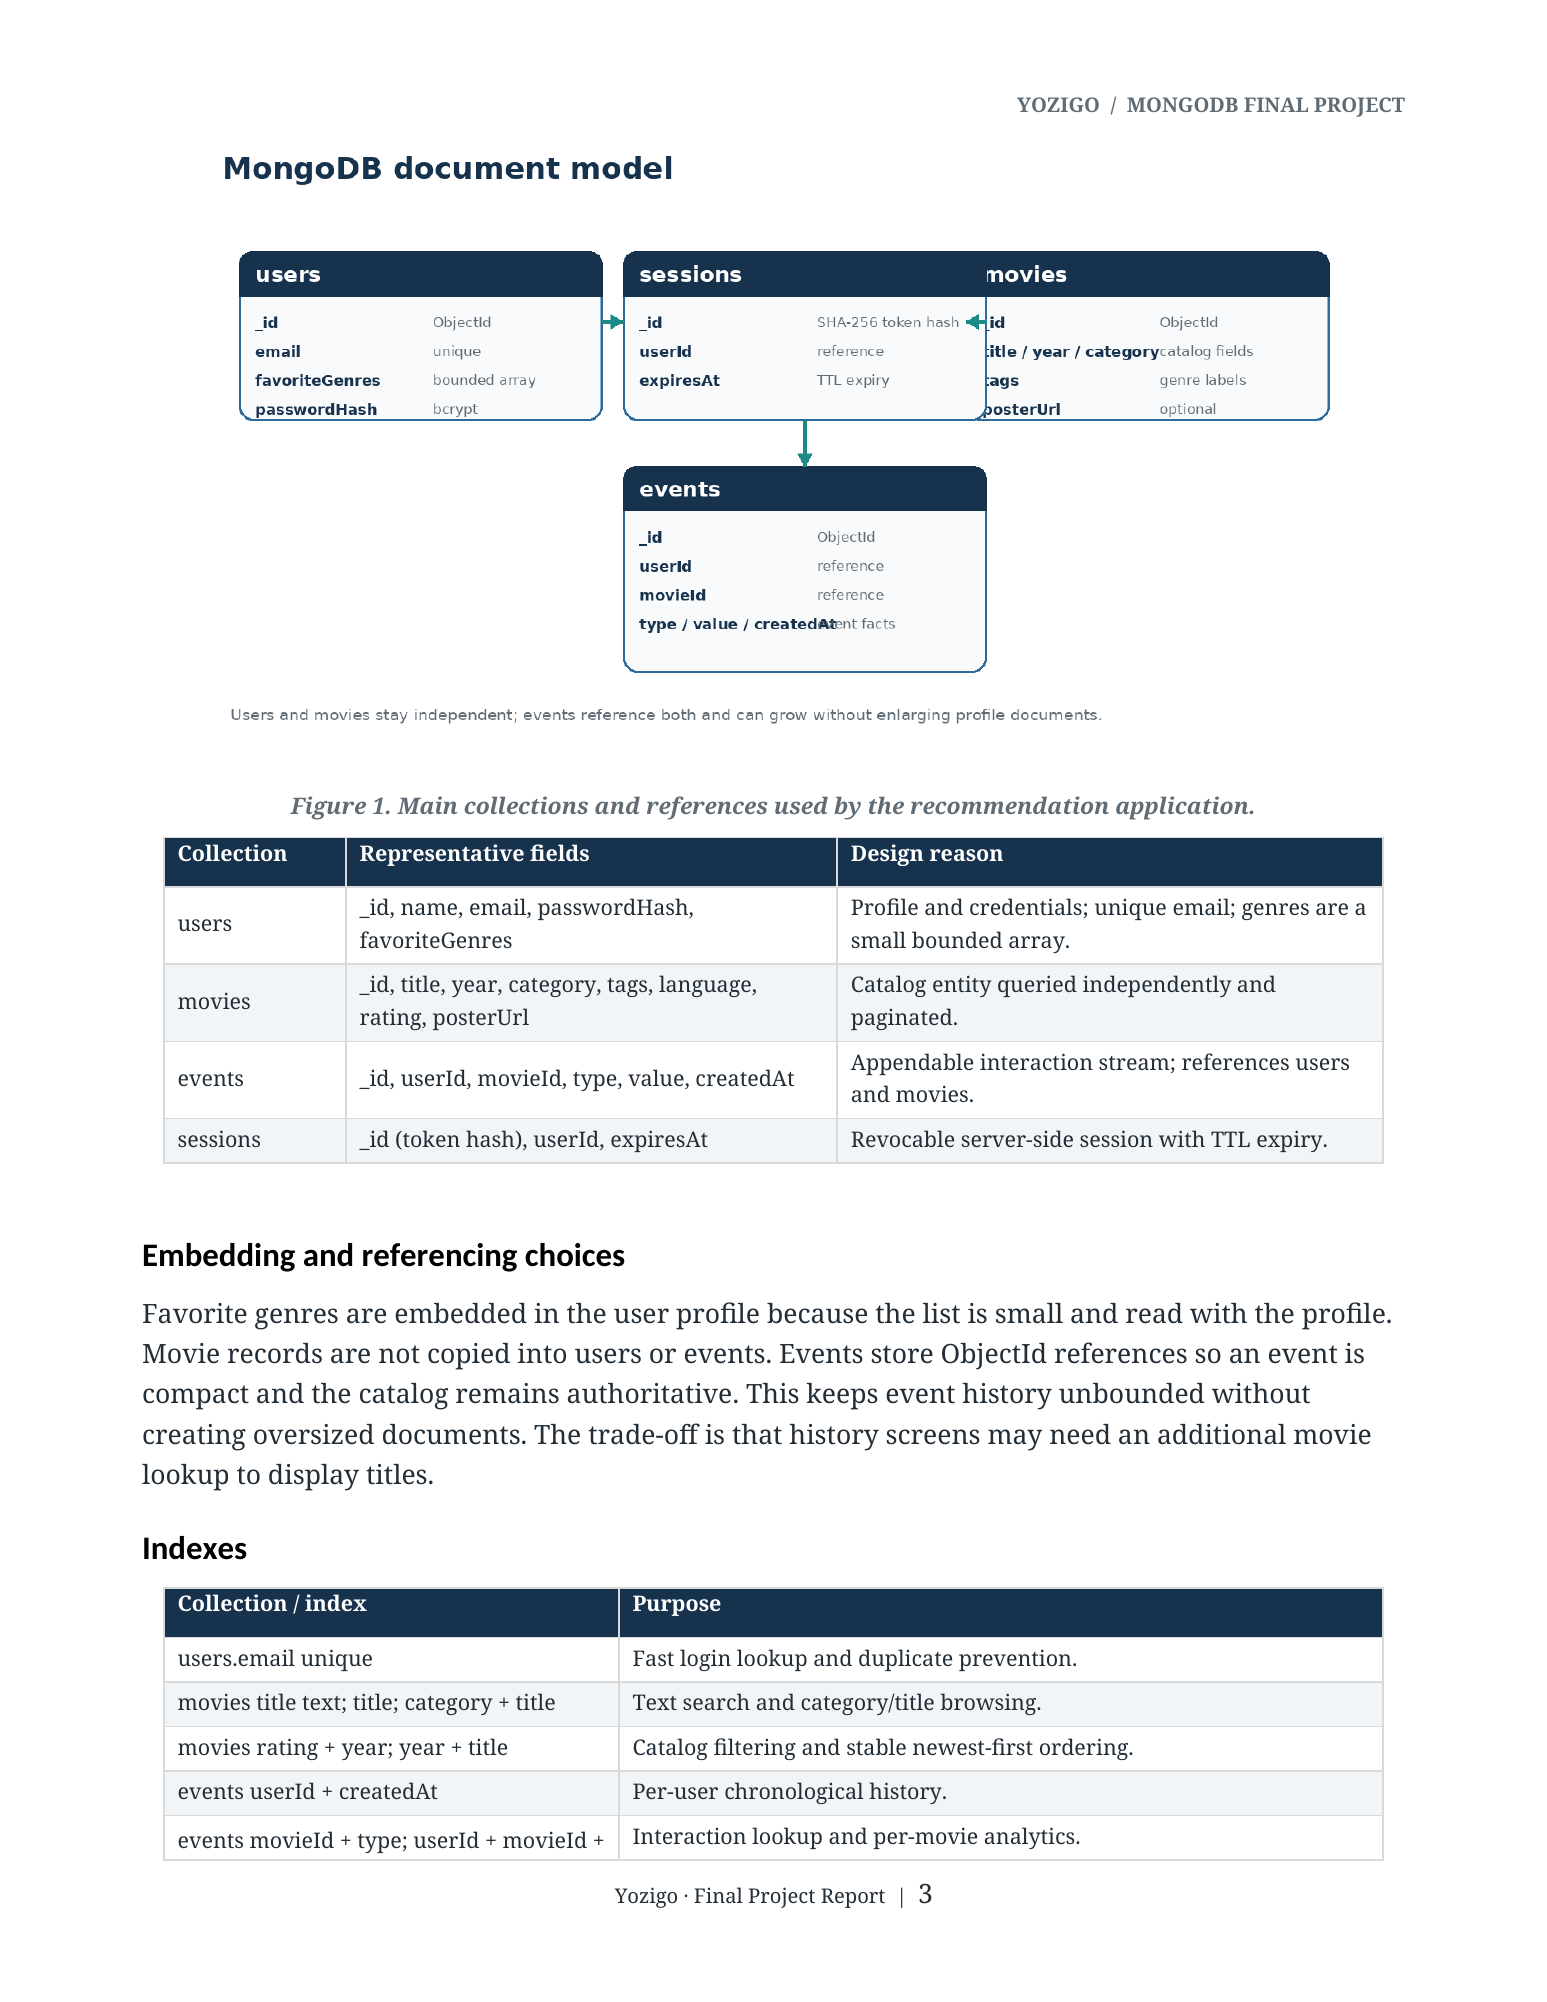 YOZIGO / MONGODB FINAL PROJECT
MongoDB document model
users
_id ObjectId
email unique
favoriteGenres bounded array
passwordHash bcrypt
sessions
_id SHA-256 token hash
userId reference
expiresAt TTL expiry
movies
_id ObjectId
title / year / category catalog fields
tags genre labels
posterUrl optional
events
_id ObjectId
userId reference
movieId reference
type / value / createdAt event facts
Users and movies stay independent; events reference both and can grow without enlarging profile documents.
Figure 1. Main collections and references used by the recommendation application.
Collection Representative fields Design reason
users _id, name, email, passwordHash, favoriteGenres Profile and credentials; unique email; genres are a small bounded array.
movies _id, title, year, category, tags, language, rating, posterUrl Catalog entity queried independently and paginated.
events _id, userId, movieId, type, value, createdAt Appendable interaction stream; references users and movies.
sessions _id (token hash), userId, expiresAt Revocable server-side session with TTL expiry.
Embedding and referencing choices
Favorite genres are embedded in the user profile because the list is small and read with the profile.
Movie records are not copied into users or events. Events store ObjectId references so an event is
compact and the catalog remains authoritative. This keeps event history unbounded without
creating oversized documents. The trade-off is that history screens may need an additional movie
lookup to display titles.
Indexes
Collection / index Purpose
users.email unique Fast login lookup and duplicate prevention.
movies title text; title; category + title Text search and category/title browsing.
movies rating + year; year + title Catalog filtering and stable newest-first ordering.
events userId + createdAt Per-user chronological history.
events movieId + type; userId + movieId + Interaction lookup and per-movie analytics.
Yozigo · Final Project Report | 3